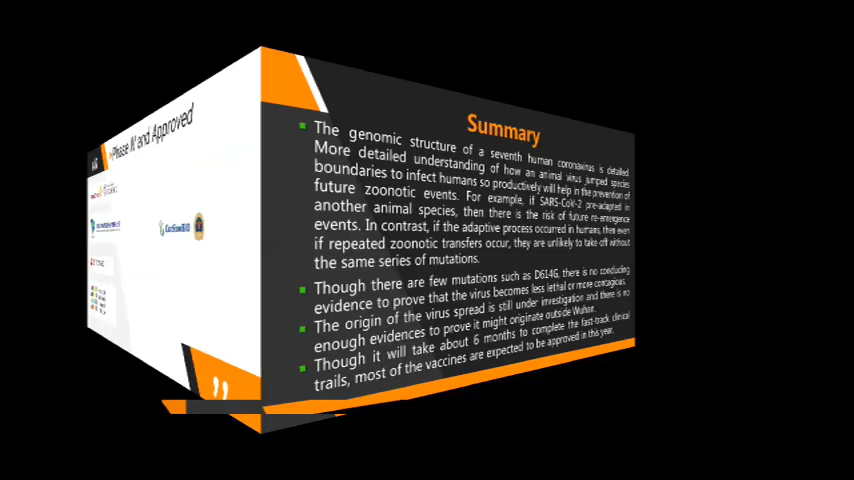 Phase IV and Approved
CanSinoBIO
Summary
The genomic structure of a seventh human coronavirus is detailed.
More detailed understanding of how an animal virus jumped species
boundaries to infect humans so productively will help in the prevention of
future zoonotic events. For example, if SARS-CoV-2 pre-adapted in
another animal species, then there is the risk of future re-emergence
events. In contrast, if the adaptive process occurred in humans, then even
if repeated zoonotic transfers occur, they are unlikely to take off without
the same series of mutations.
Though there are few mutations such as D614G, there is no concluding
evidence to prove that the virus becomes less lethal or more contagious.
The origin of the virus spread is still under investigation and there is no
enough evidences to prove it might originate outside Wuhan.
Though it will take about 6 months to complete the fast-track clinical
trails, most of the vaccines are expected to be approved in this year.